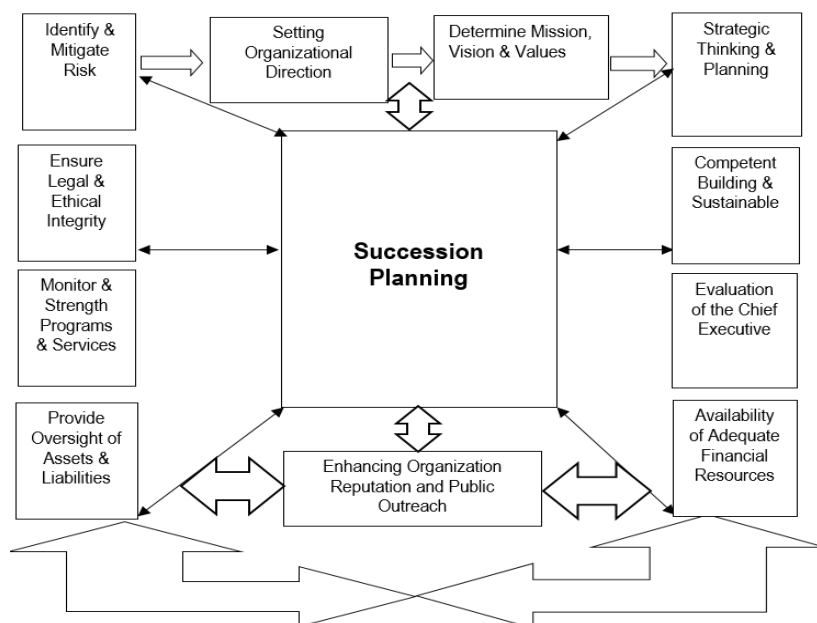 Identify &
Mitigate
Risk
Setting
Organizational
Direction
Determine Mission,
Vision & Values
Strategic
Thinking &
Planning
Ensure
Legal &
Ethical
Integrity
Competent
Building &
Sustainable
Succession
Planning
Monitor &
Strength
Programs
& Services
Evaluation
of the Chief
Executive
Provide
Oversight of
Assets &
Liabilities
Enhancing Organization
Reputation and Public
Outreach
Availability
of Adequate
Financial
Resources